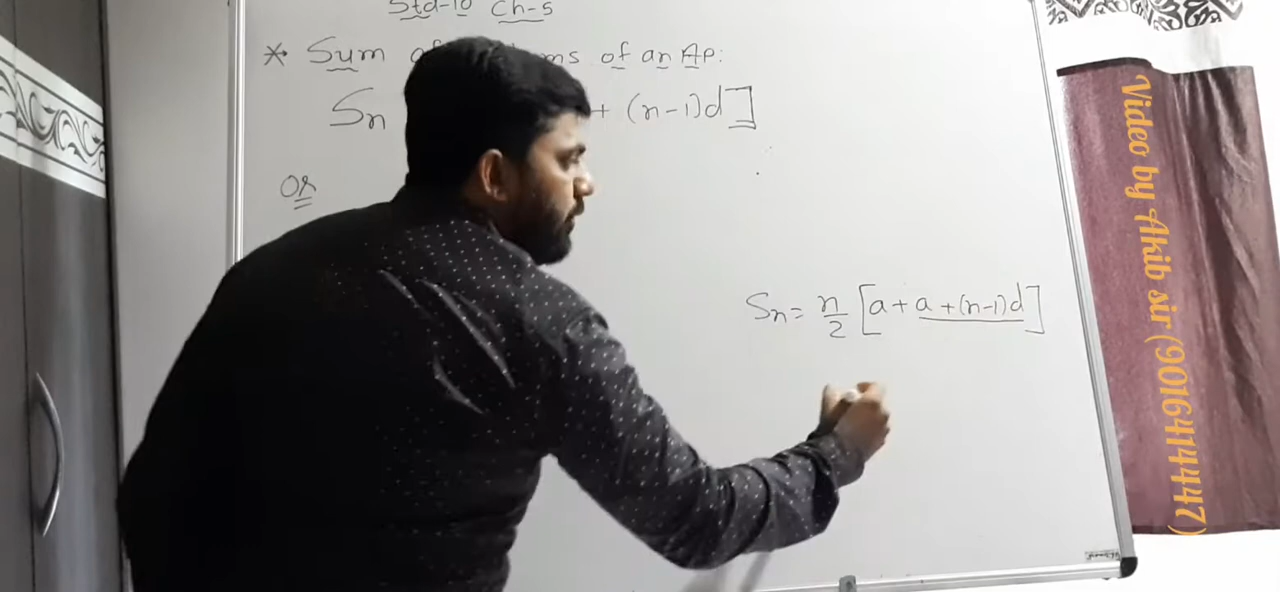 Std-10 Ch-5
* Sum of ms of an AP:
Sn + (n-1)d]
OR
Sn = n/2 [a + a + (n-1)d]
Video by Akib sir (9016414447)